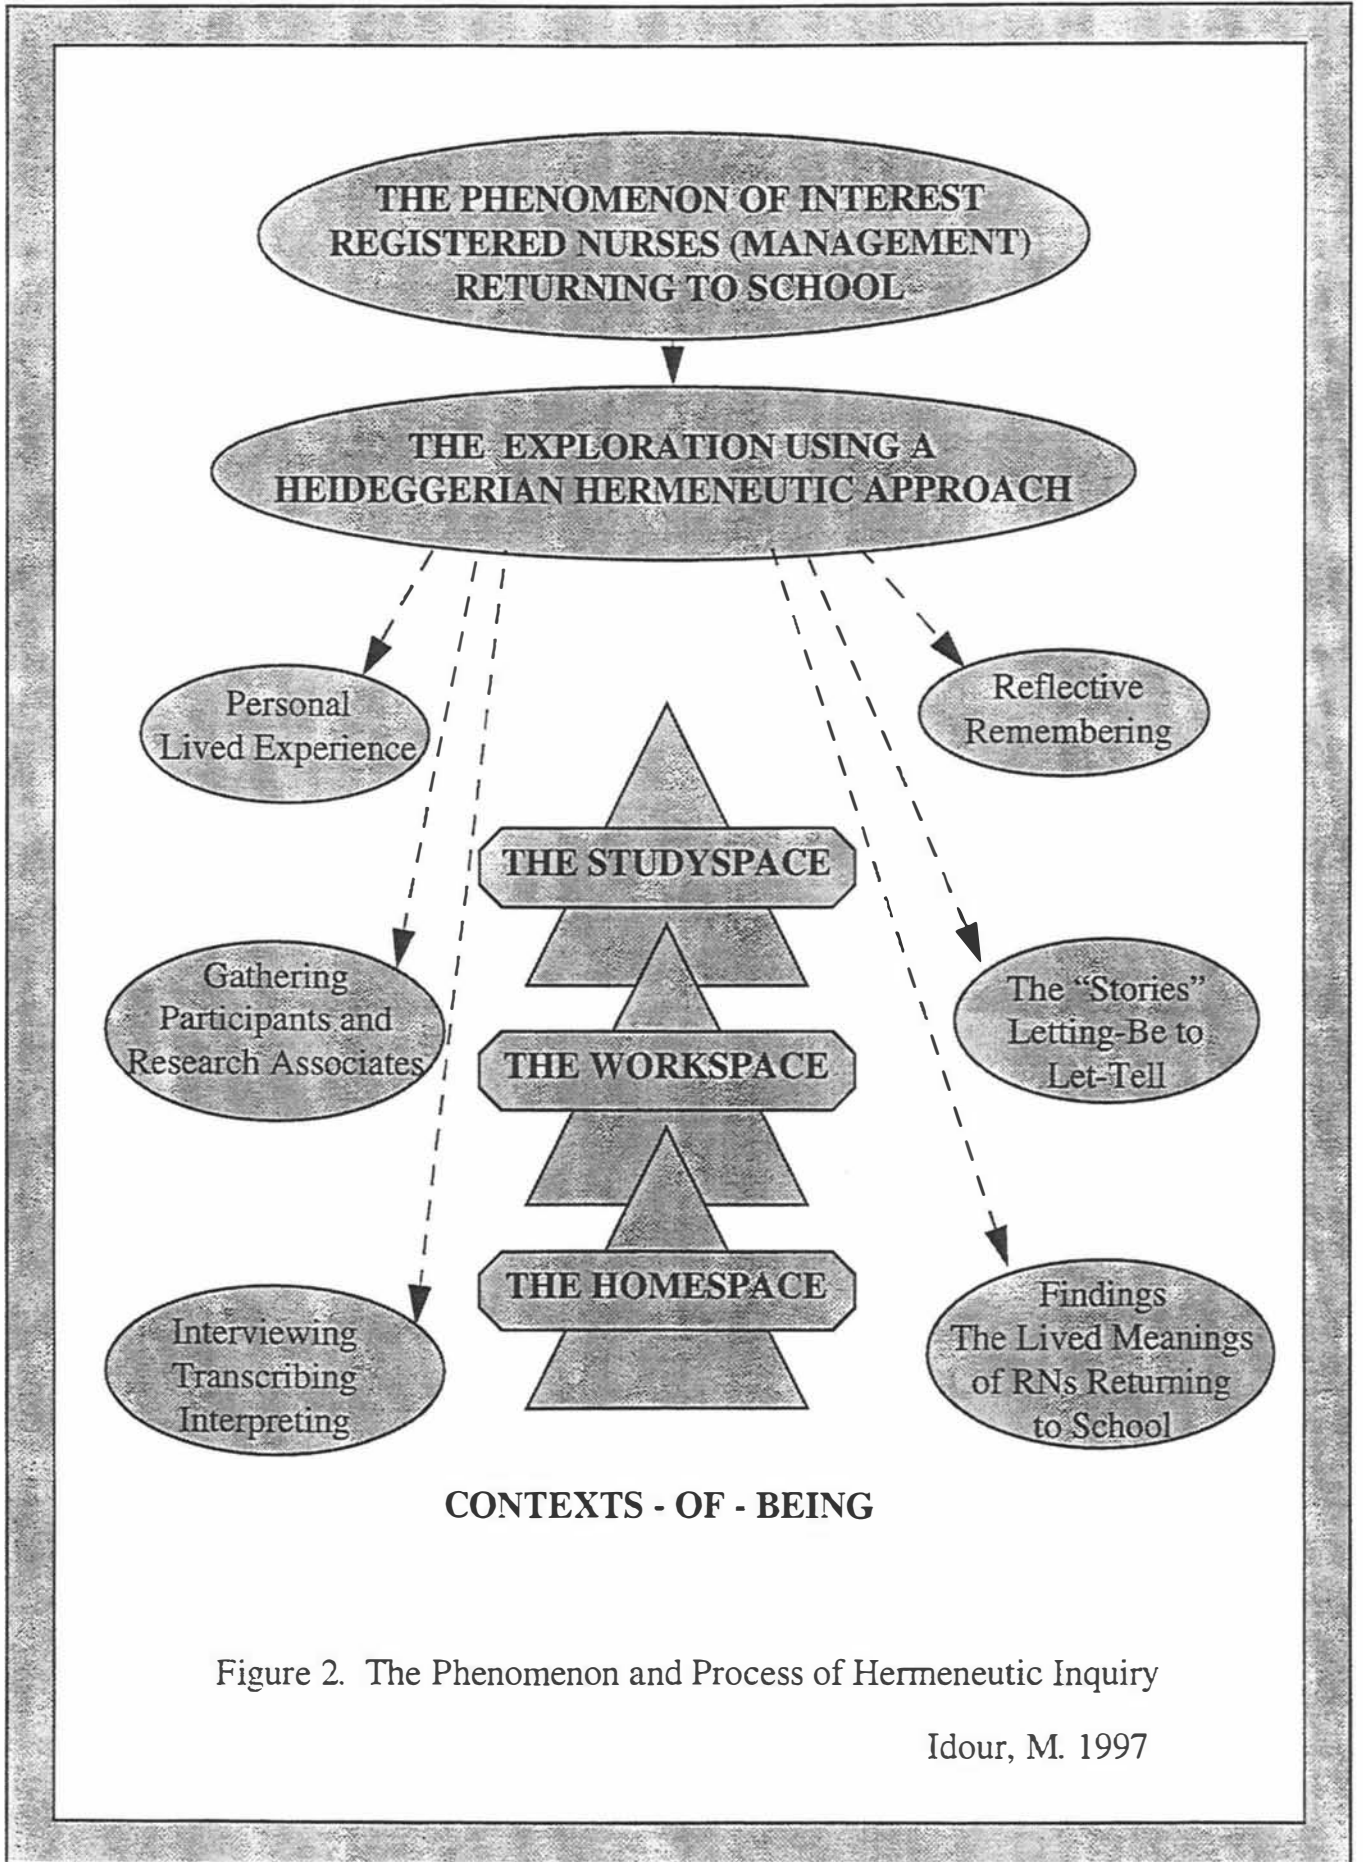 THE PHENOMENON OF INTEREST
REGISTERED NURSES (MANAGEMENT)
RETURNING TO SCHOOL
THE EXPLORATION USING A
HEIDEGGERIAN HERMENEUTIC APPROACH
Personal
Lived Experience
Reflective
Remembering
THE STUDYSPACE
Gathering
Participants and
Research Associates
The “Stories”
Letting-Be to
Let-Tell
THE WORKSPACE
THE HOMESPACE
Interviewing
Transcribing
Interpreting
Findings
The Lived Meanings
of RNs Returning
to School
CONTEXTS - OF - BEING
Figure 2. The Phenomenon and Process of Hermeneutic Inquiry
Idour, M. 1997